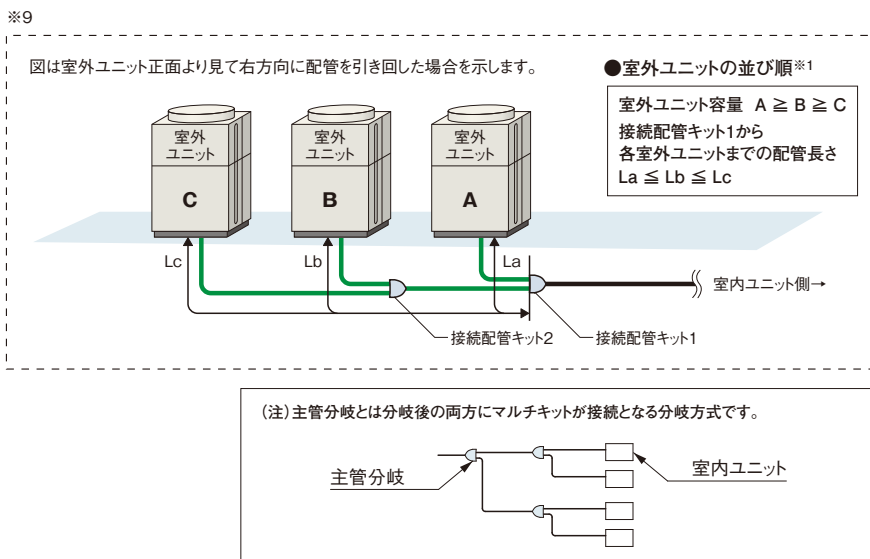 ※9
図は室外ユニット正面より見て右方向に配管を引き回した場合を示します。
●室外ユニットの並び順※1
室外ユニット容量 A ≧ B ≧ C
接続配管キット1から
各室外ユニットまでの配管長さ
La ≦ Lb ≦ Lc
室外
ユニット
C
室外
ユニット
B
室外
ユニット
A
Lc
Lb
La
室内ユニット側→
接続配管キット2
接続配管キット1
(注)主管分岐とは分岐後の両方にマルチキットが接続となる分岐方式です。
主管分岐
室内ユニット